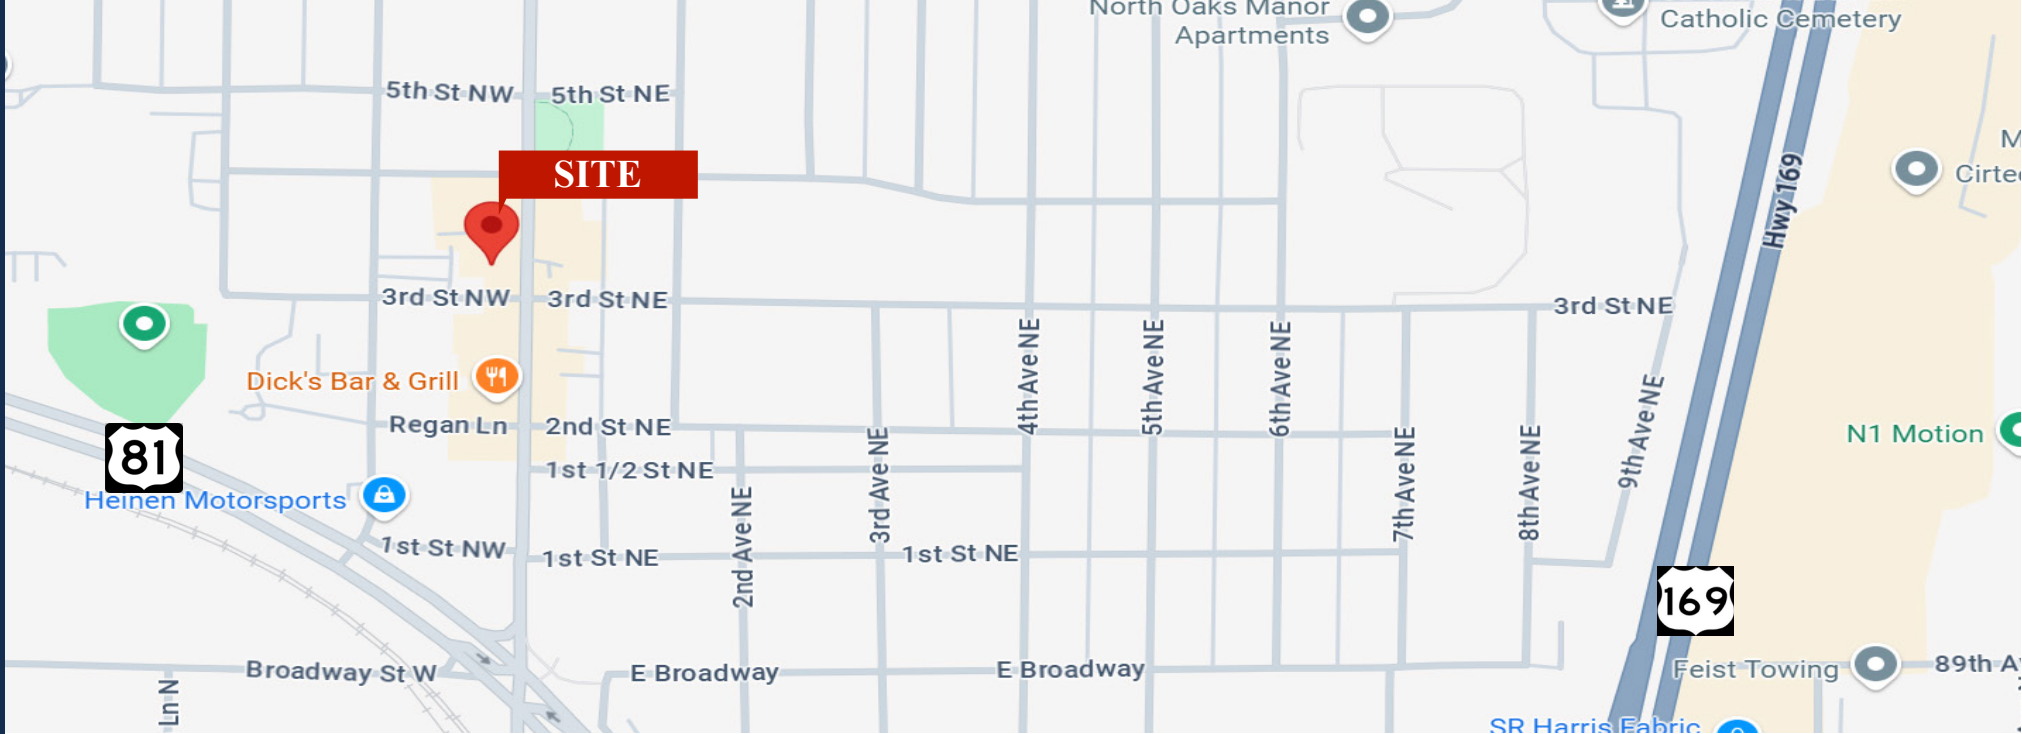 North Oaks Manor
Apartments
Catholic Cemetery
5th St NW
5th St NE
SITE
Hwy 169
M
Cirte
3rd St NW
3rd St NE
3rd St NE
4th Ave NE
5th Ave NE
6th Ave NE
Dick's Bar & Grill
9th Ave NE
Regan Ln
2nd St NE
3rd Ave NE
7th Ave NE
8th Ave NE
N1 Motion
81
1st 1/2 St NE
Heinen Motorsports
2nd Ave NE
1st St NW
1st St NE
1st St NE
169
Broadway St W
E Broadway
E Broadway
Feist Towing
89th A
Ln N
SR Harris Fabric